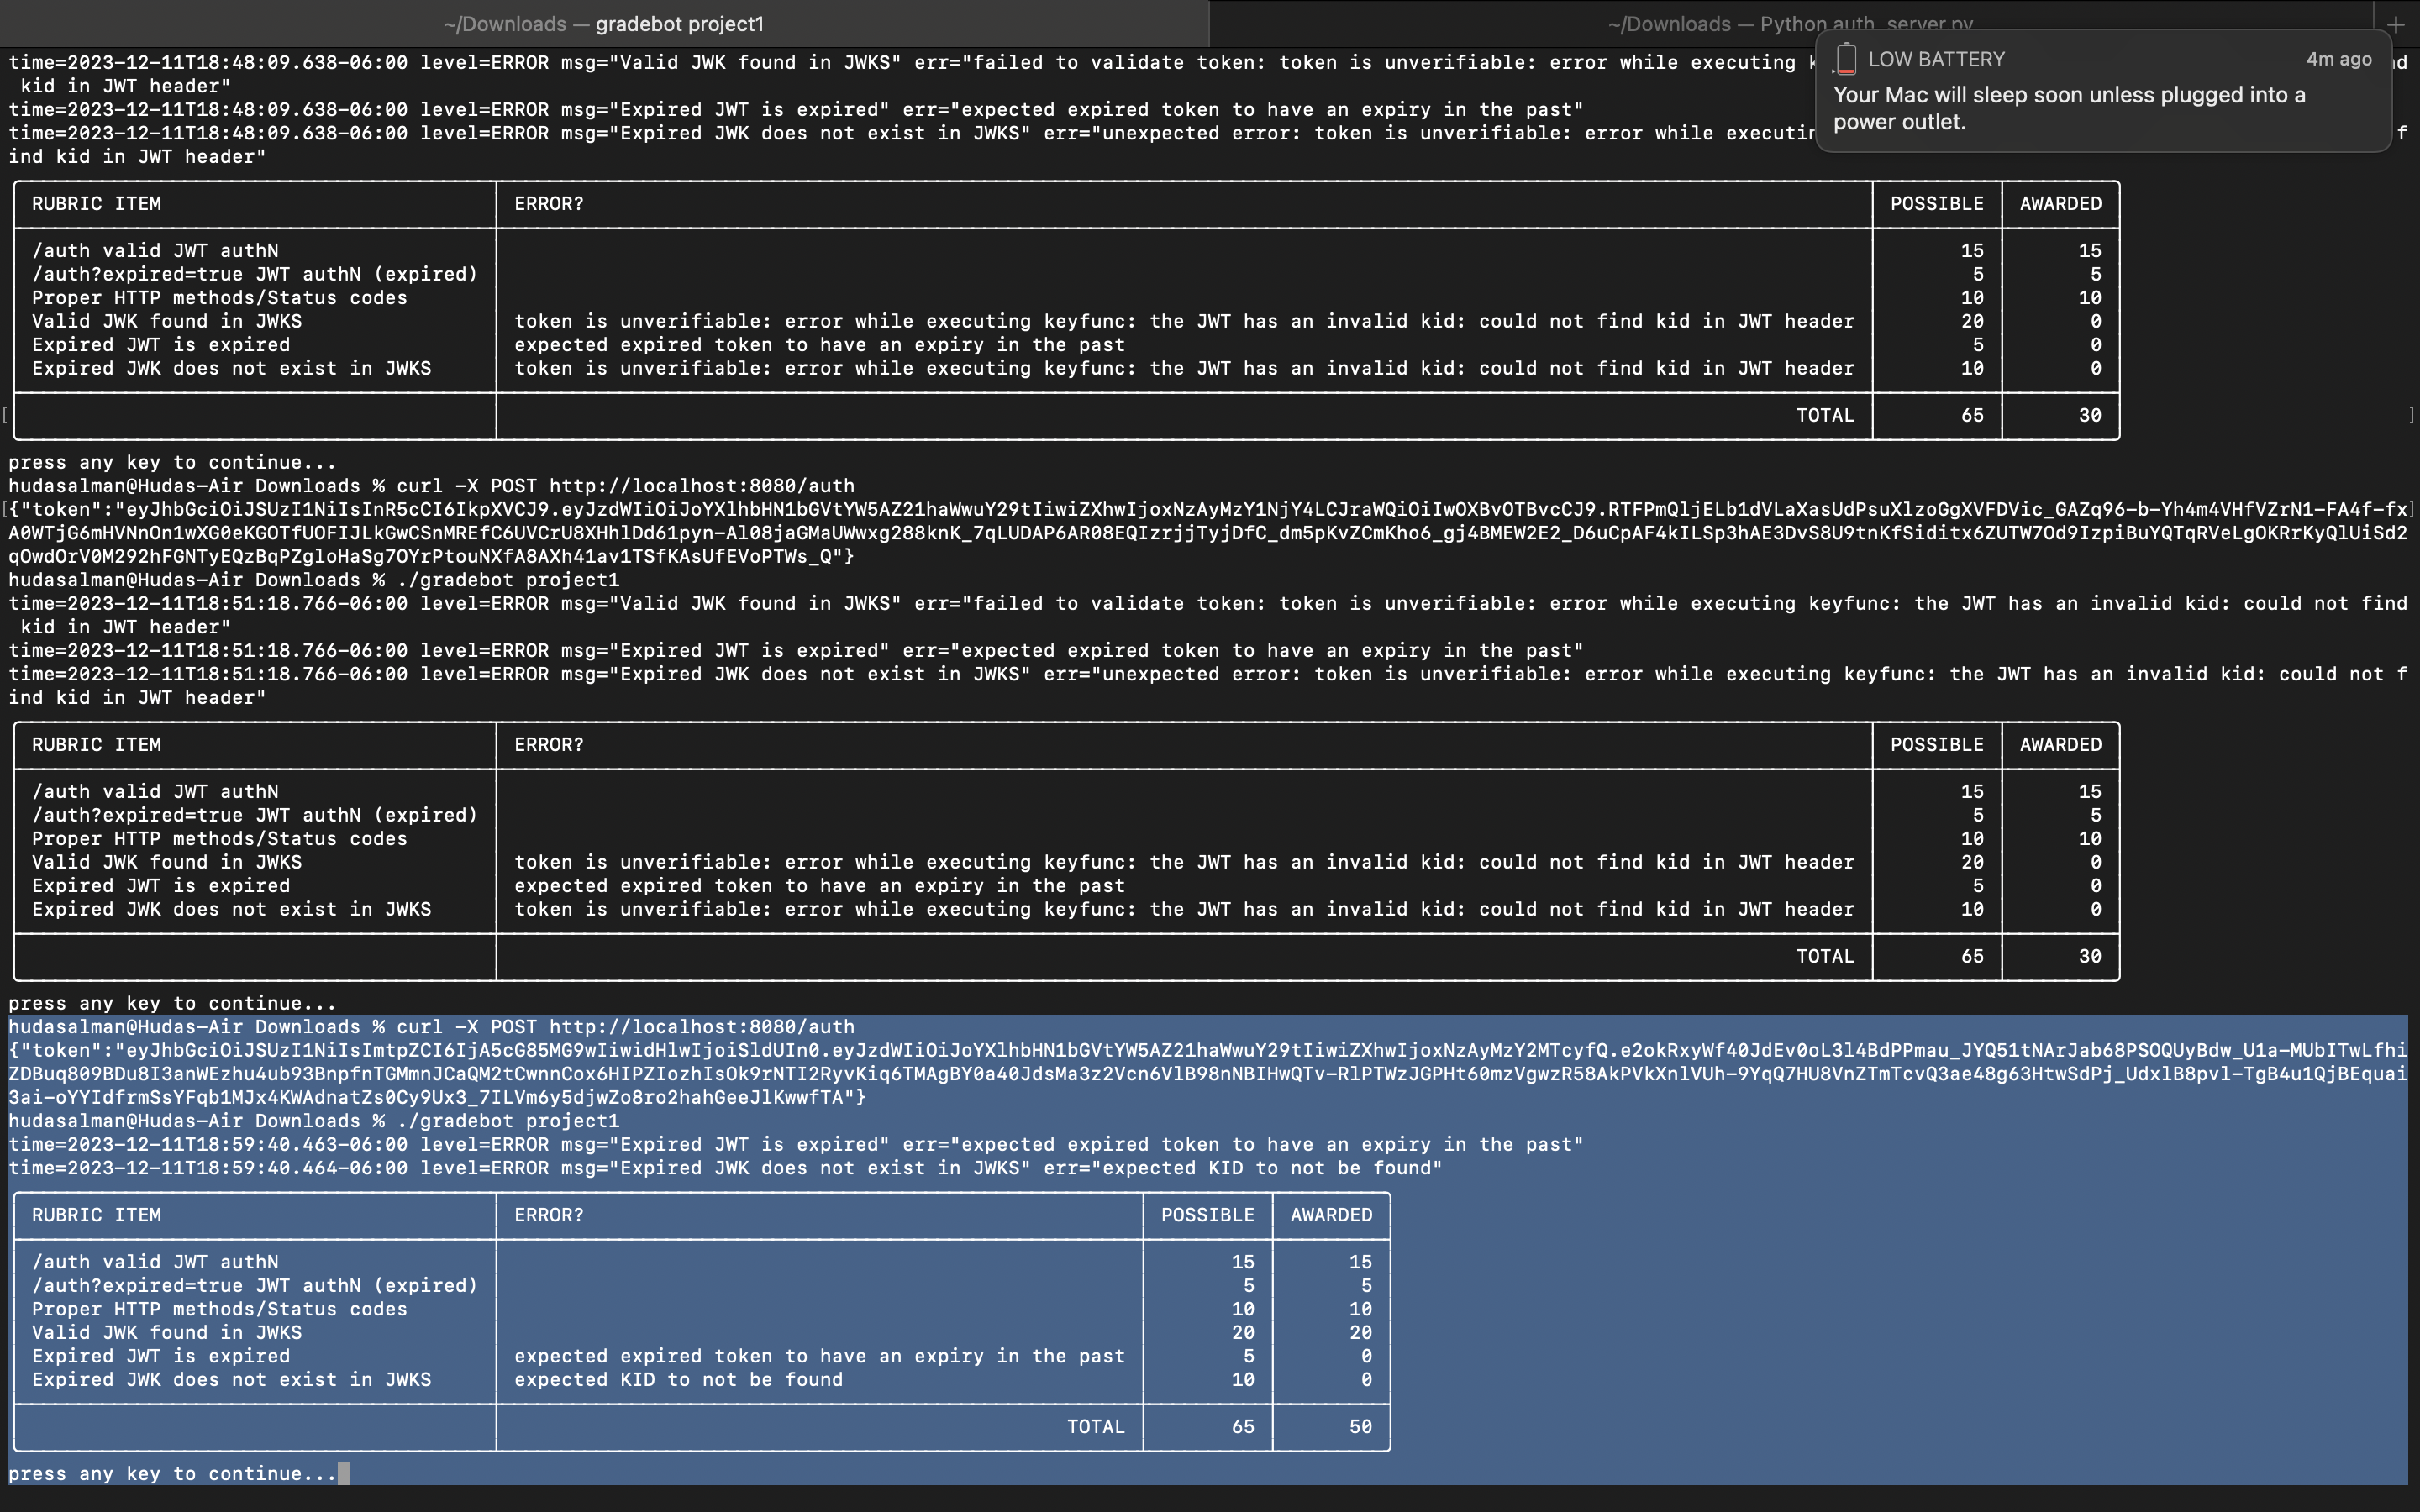 ~/Downloads — gradebot project1
~/Downloads — Python auth_server.py
LOW BATTERY
4m ago
Your Mac will sleep soon unless plugged into a
power outlet.
time=2023-12-11T18:48:09.638-06:00 level=ERROR msg="Valid JWK found in JWKS" err="failed to validate token: token is unverifiable: error while executing
kid in JWT header"
time=2023-12-11T18:48:09.638-06:00 level=ERROR msg="Expired JWT is expired" err="expected expired token to have an expiry in the past"
time=2023-12-11T18:48:09.638-06:00 level=ERROR msg="Expired JWK does not exist in JWKS" err="unexpected error: token is unverifiable: error while f
ind kid in JWT header"
RUBRIC ITEM ERROR? POSSIBLE AWARDED
/auth valid JWT authN 15 15
/auth?expired=true JWT authN (expired) 5 5
Proper HTTP methods/Status codes 10 10
Valid JWK found in JWKS token is unverifiable: error while executing keyfunc: the JWT has an invalid kid: could not find kid in JWT header 20 0
Expired JWT is expired expected expired token to have an expiry in the past 5 0
Expired JWK does not exist in JWKS token is unverifiable: error while executing keyfunc: the JWT has an invalid kid: could not find kid in JWT header 10 0
TOTAL 65 30
press any key to continue...
hudasalman@Hudas-Air Downloads % curl -X POST http://localhost:8080/auth
{"token":"eyJhbGciOiJSUzI1NiIsInR5cCI6IkpXVCJ9.eyJzdWIiOiJoYXlhbHN1bGVtYW5AZ21haWwuY29tIiwiZXhwIjoxNzAyMzY1NjY4LCJraWQiOiIwOXBvOTBvcCJ9.RTFPmQljELb1dVLaXasUdPsuXlzoGgXVFDVic_GAZq96-b-Yh4m4VHfVZrN1-FA4f-fx
A0WTjG6mHVNnOn1wXG0eKGOTfUOFIJLkGwCSnMREfC6UVCrU8XHhlDd61pyn-Al08jaGMaUWwxg288knK_7qLUDAP6AR08EQIzrjjTyjDfC_dm5pKvZCmKho6_gj4BMEW2E2_D6uCpAF4kILSp3hAE3DvS8U9tnKfSiditx6ZUTW7Od9IzpiBuYQTqRVeLgOKRrKyQlUiSd2
qOwdOrV0M292hFGNTyEQzBqPZgloHaSg7OYrPtouNXfA8AXh41av1TSfKAsUfEVoPTWs_Q"}
hudasalman@Hudas-Air Downloads % ./gradebot project1
time=2023-12-11T18:51:18.766-06:00 level=ERROR msg="Valid JWK found in JWKS" err="failed to validate token: token is unverifiable: error while executing keyfunc: the JWT has an invalid kid: could not find
kid in JWT header"
time=2023-12-11T18:51:18.766-06:00 level=ERROR msg="Expired JWT is expired" err="expected expired token to have an expiry in the past"
time=2023-12-11T18:51:18.766-06:00 level=ERROR msg="Expired JWK does not exist in JWKS" err="unexpected error: token is unverifiable: error while executing keyfunc: the JWT has an invalid kid: could not f
ind kid in JWT header"
RUBRIC ITEM ERROR? POSSIBLE AWARDED
/auth valid JWT authN 15 15
/auth?expired=true JWT authN (expired) 5 5
Proper HTTP methods/Status codes 10 10
Valid JWK found in JWKS token is unverifiable: error while executing keyfunc: the JWT has an invalid kid: could not find kid in JWT header 20 0
Expired JWT is expired expected expired token to have an expiry in the past 5 0
Expired JWK does not exist in JWKS token is unverifiable: error while executing keyfunc: the JWT has an invalid kid: could not find kid in JWT header 10 0
TOTAL 65 30
press any key to continue...
hudasalman@Hudas-Air Downloads % curl -X POST http://localhost:8080/auth
{"token":"eyJhbGciOiJSUzI1NiIsImtpZCI6IjA5cG85MG9wIiwidHlwIjoiSldUIn0.eyJzdWIiOiJoYXlhbHN1bGVtYW5AZ21haWwuY29tIiwiZXhwIjoxNzAyMzY2MTcyfQ.e2okRxyWf40JdEv0oL3l4BdPPmau_JYQ51tNArJab68PSOQUyBdw_U1a-MUbITwLfhi
ZDBuq809BDu8I3anWEzhu4ub93BnpfnTGMmnJCaQM2tCwnnCox6HIPZIozhIsOk9rNTI2RyvKiq6TMAgBY0a40JdsMa3z2Vcn6VlB98nNBIHwQTv-RlPTWzJGPHt60mzVgwzR58AkPVkXnlVUh-9YqQ7HU8VnZTmTcvQ3ae48g63HtwSdPj_UdxlB8pvl-TgB4u1QjBEquai
3ai-oYYIdfrmSsYFqb1MJx4KWAdnatZs0Cy9Ux3_7ILVm6y5djwZo8ro2hahGeeJlKwwfTA"}
hudasalman@Hudas-Air Downloads % ./gradebot project1
time=2023-12-11T18:59:40.463-06:00 level=ERROR msg="Expired JWT is expired" err="expected expired token to have an expiry in the past"
time=2023-12-11T18:59:40.464-06:00 level=ERROR msg="Expired JWK does not exist in JWKS" err="expected KID to not be found"
RUBRIC ITEM ERROR? POSSIBLE AWARDED
/auth valid JWT authN 15 15
/auth?expired=true JWT authN (expired) 5 5
Proper HTTP methods/Status codes 10 10
Valid JWK found in JWKS 20 20
Expired JWT is expired expected expired token to have an expiry in the past 5 0
Expired JWK does not exist in JWKS expected KID to not be found 10 0
TOTAL 65 50
press any key to continue...